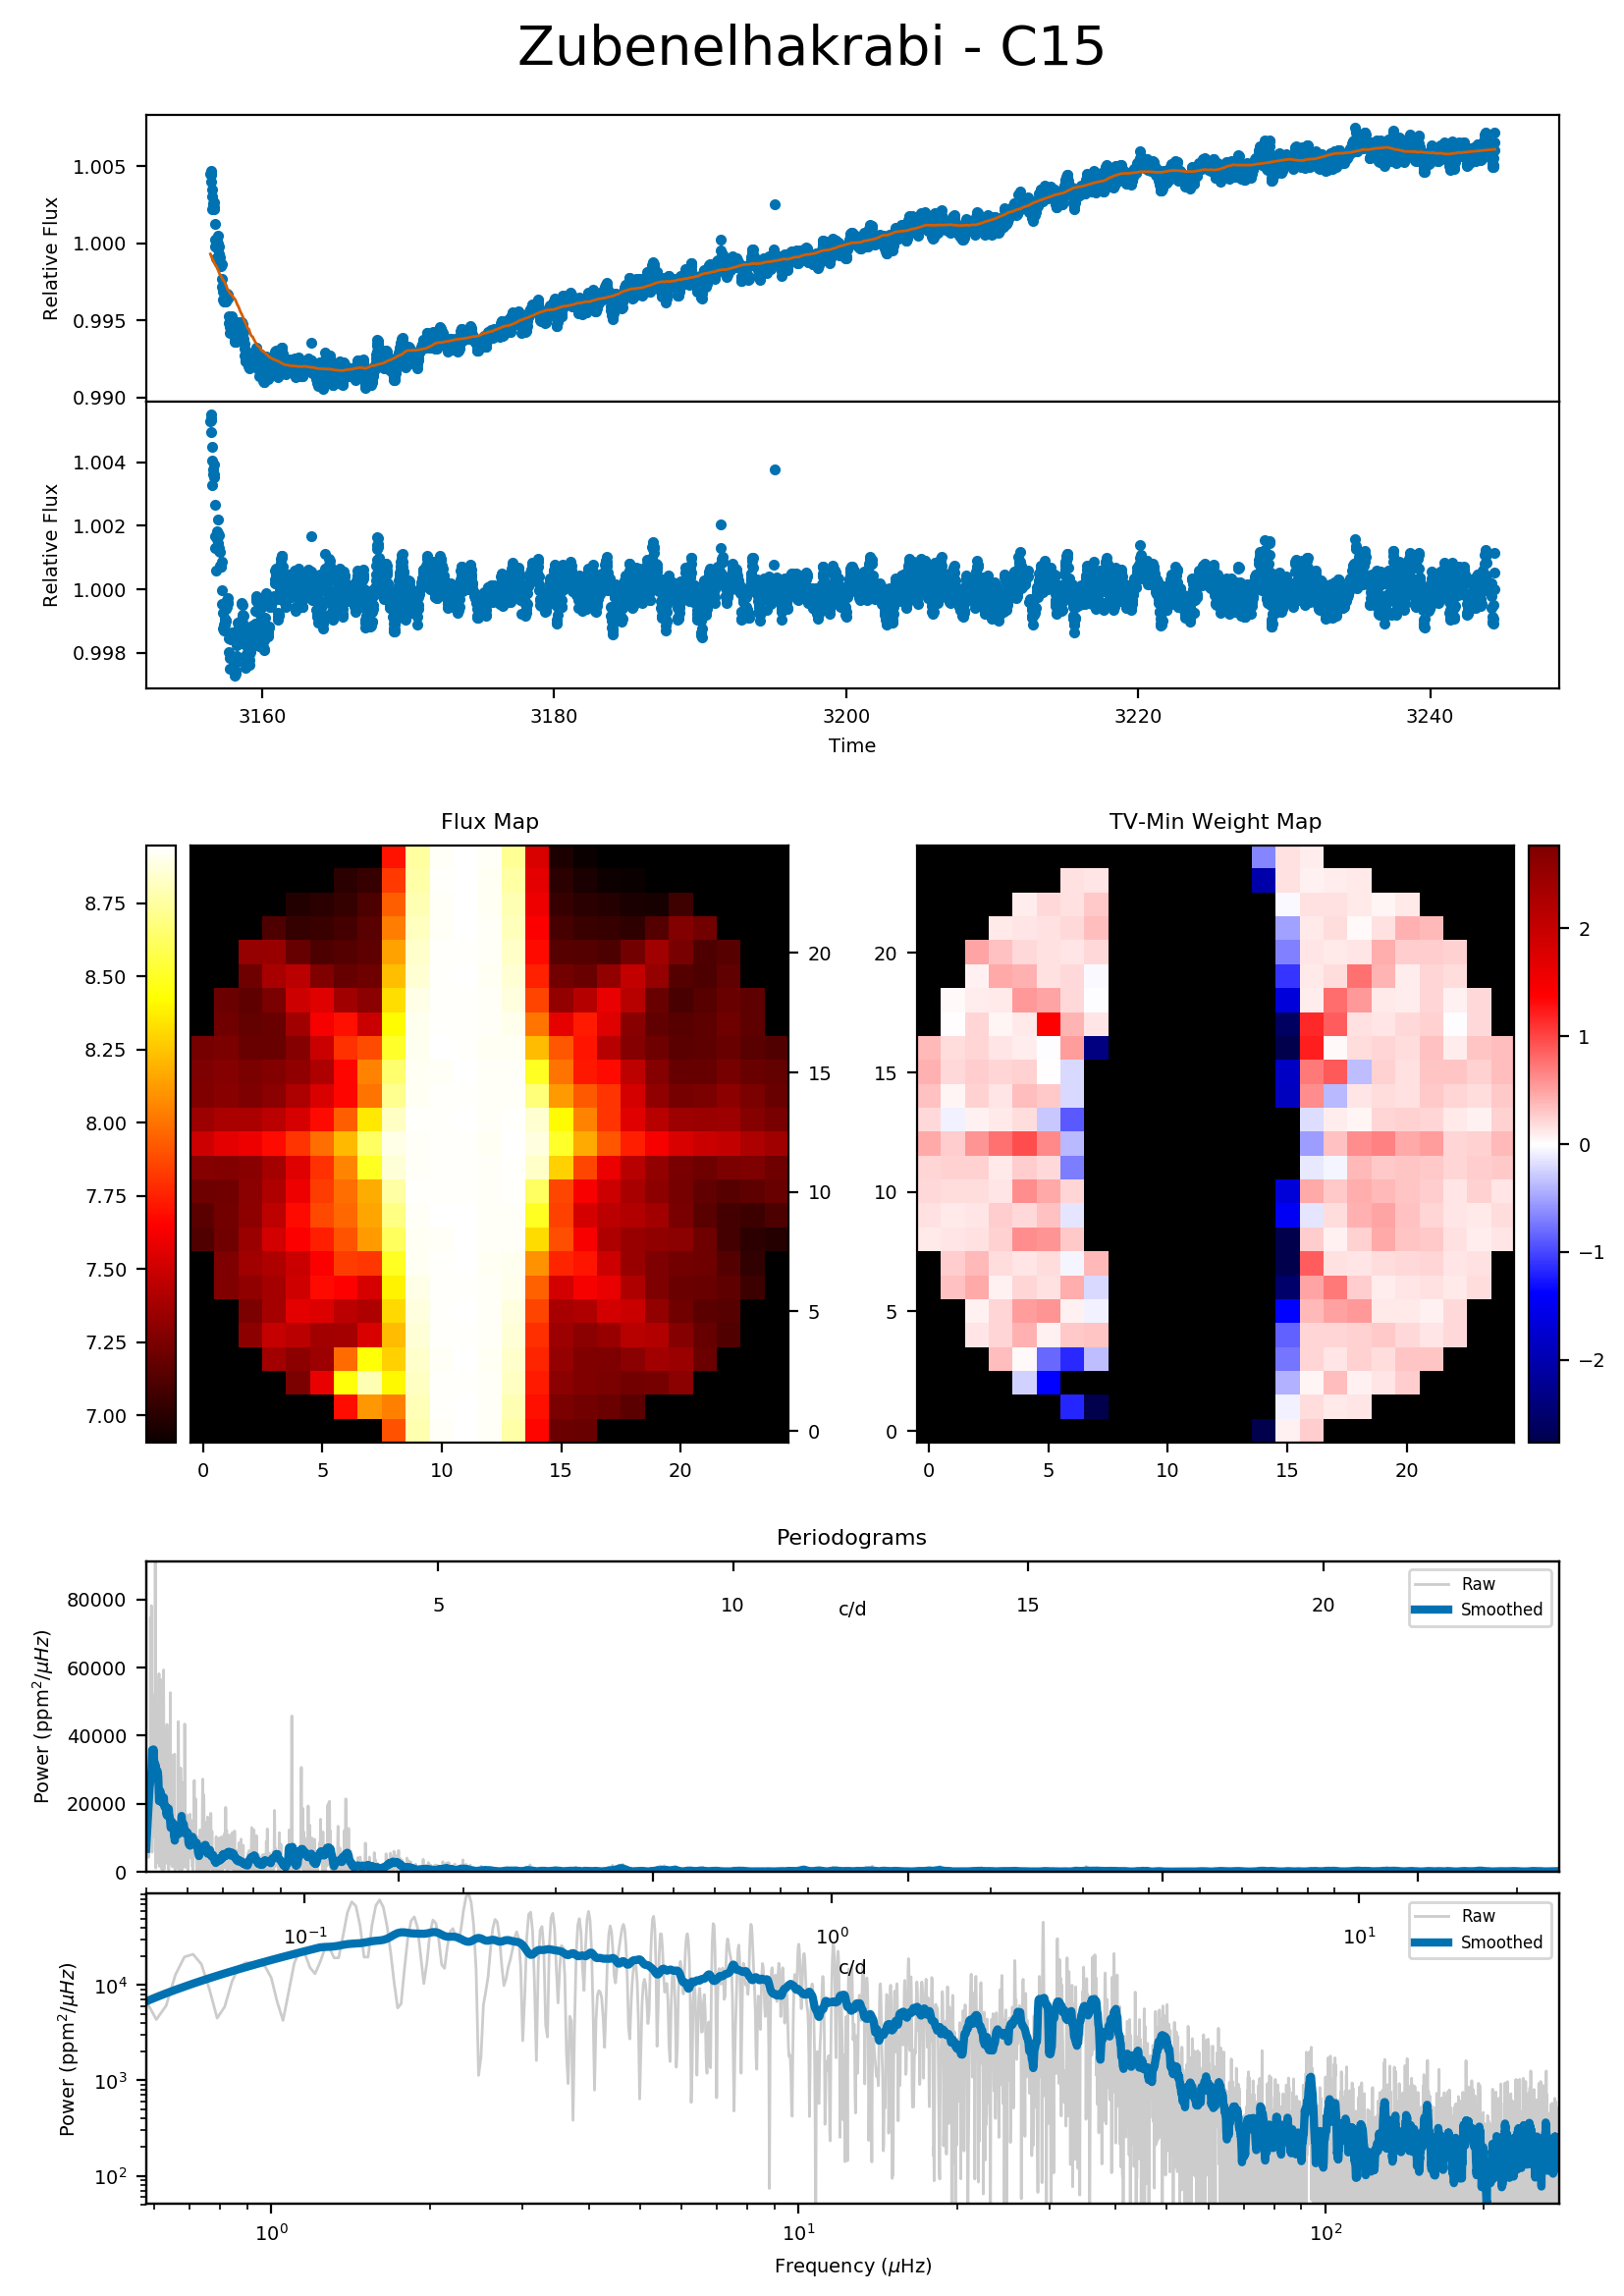 Zubenelhakrabi - C15
1.005
1.000
0.995
0.990
Relative Flux
1.004
1.002
1.000
0.998
Relative Flux
3160 3180 3200 3220 3240
Time
Flux Map
8.75
8.50
8.25
8.00
7.75
7.50
7.25
7.00
20
15
10
5
0
0 5 10 15 20
TV-Min Weight Map
20
15
10
5
0
0 5 10 15 20
2
1
0
−1
−2
Periodograms
80000
60000
40000
20000
0
Power (ppm²/μHz)
5 10 15 20
c/d
Raw
Smoothed
10⁴
10³
10²
Power (ppm²/μHz)
10⁻¹ 10⁰ 10¹
c/d
Raw
Smoothed
10⁰ 10¹ 10²
Frequency (μHz)